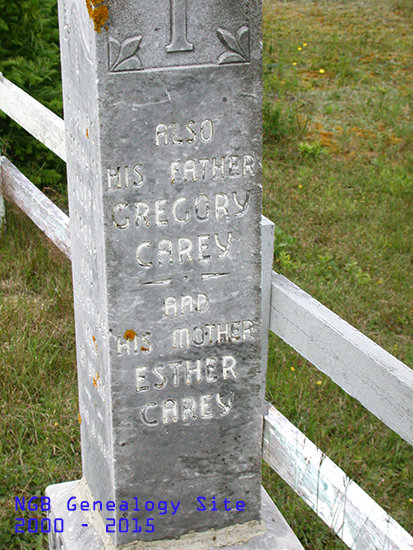 ALSO
HIS FATHER
GREGORY
CAREY
AND
HIS MOTHER
ESTHER
CAREY
NGB Genealogy Site
2000 - 2015